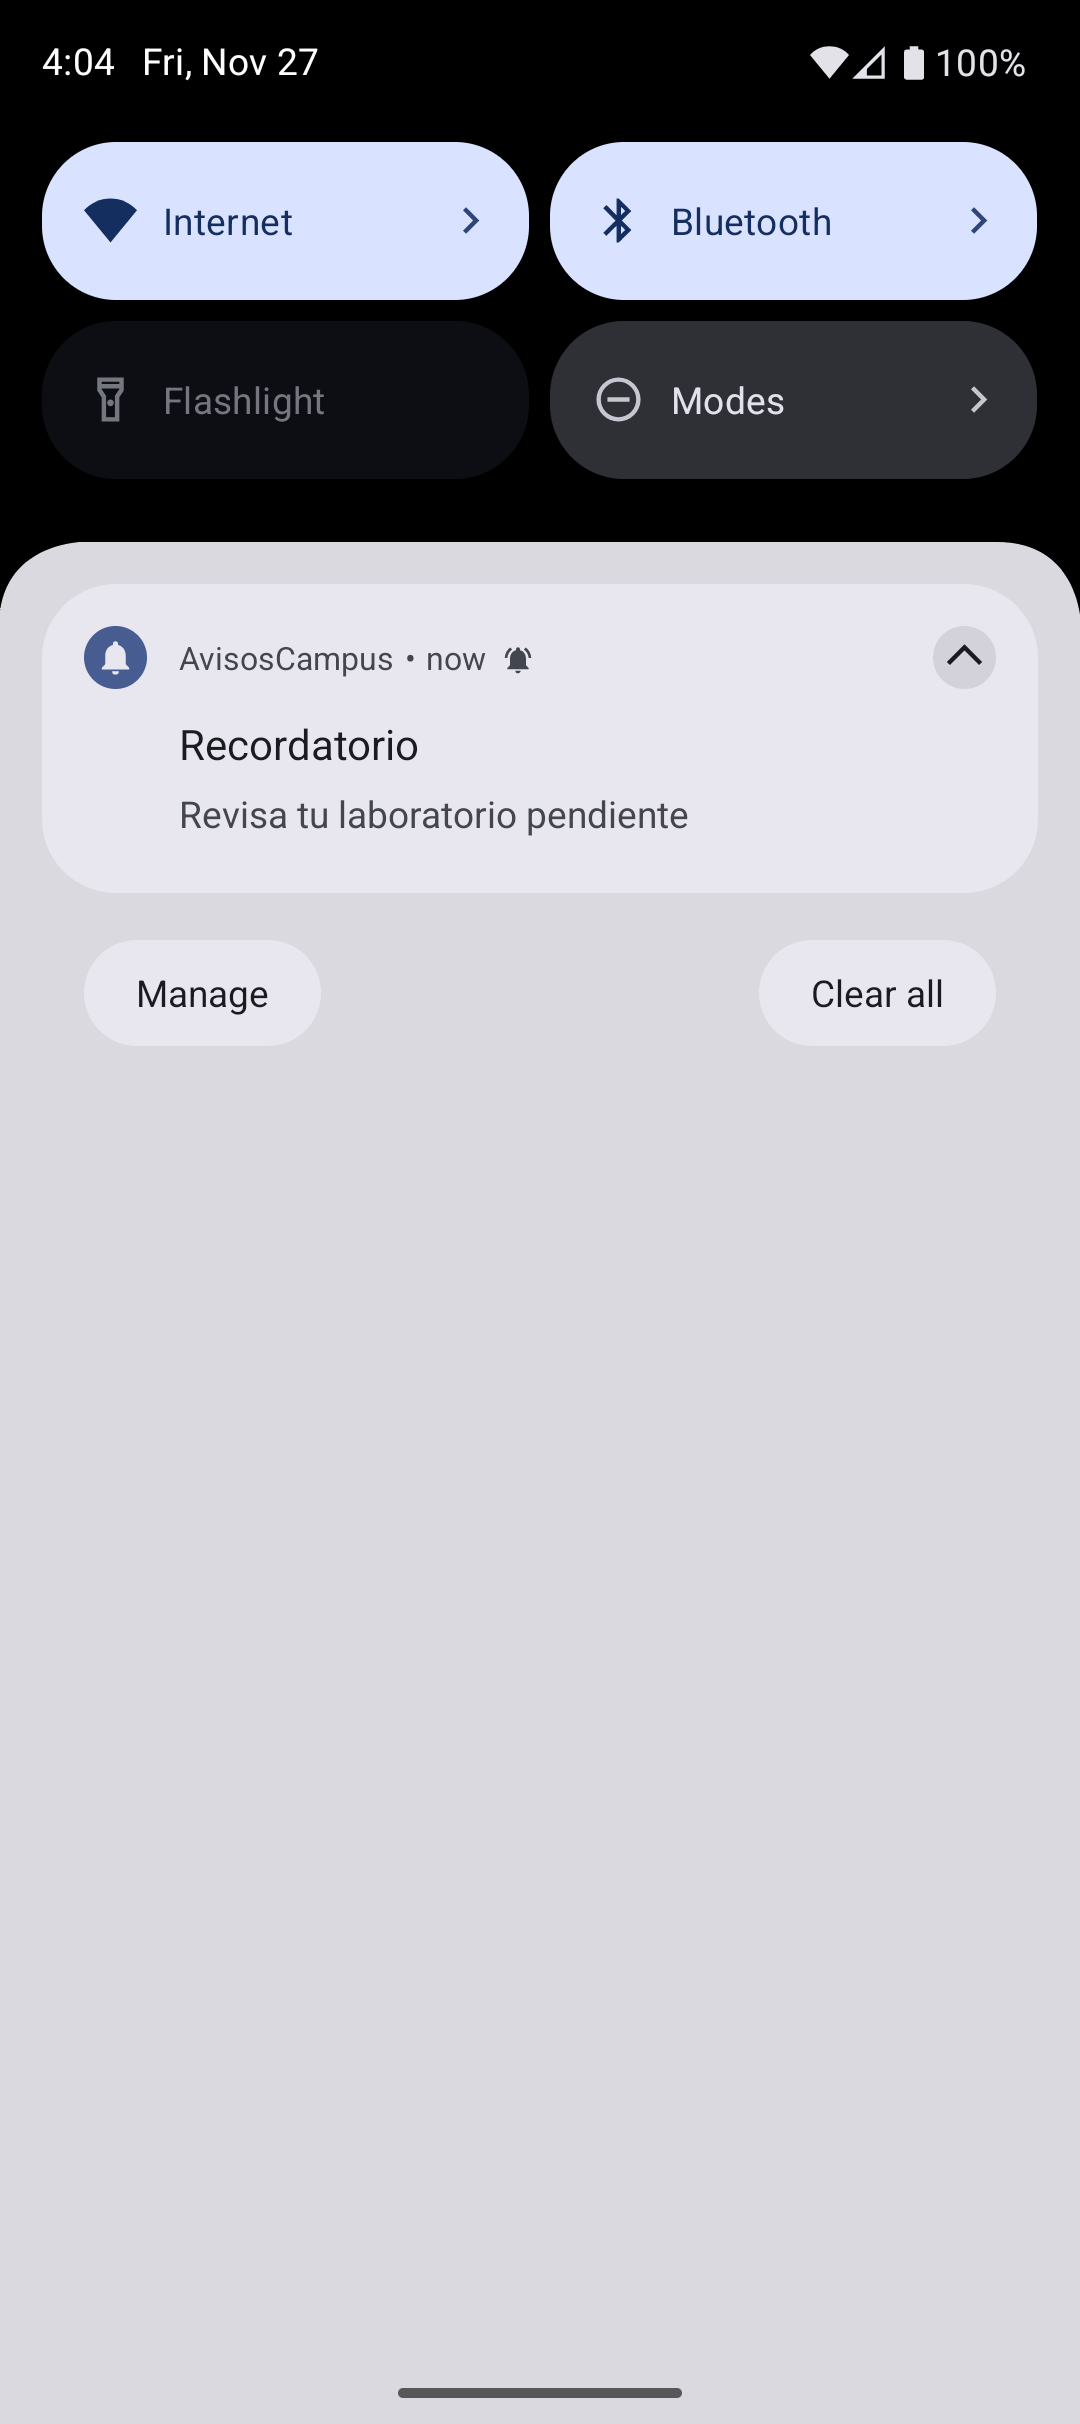 4:04 Fri, Nov 27 100%
Internet
Bluetooth
Flashlight
Modes
AvisosCampus • now
Recordatorio
Revisa tu laboratorio pendiente
Manage
Clear all